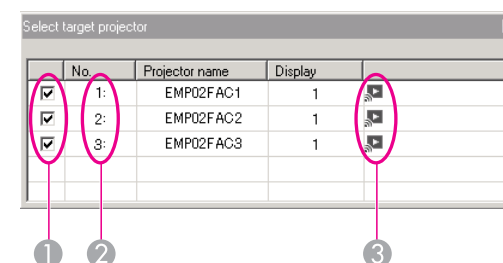 Select target projector
No. Projector name Display
1: EMP02FAC1 1
2: EMP02FAC2 1
3: EMP02FAC3 1
1 2 3